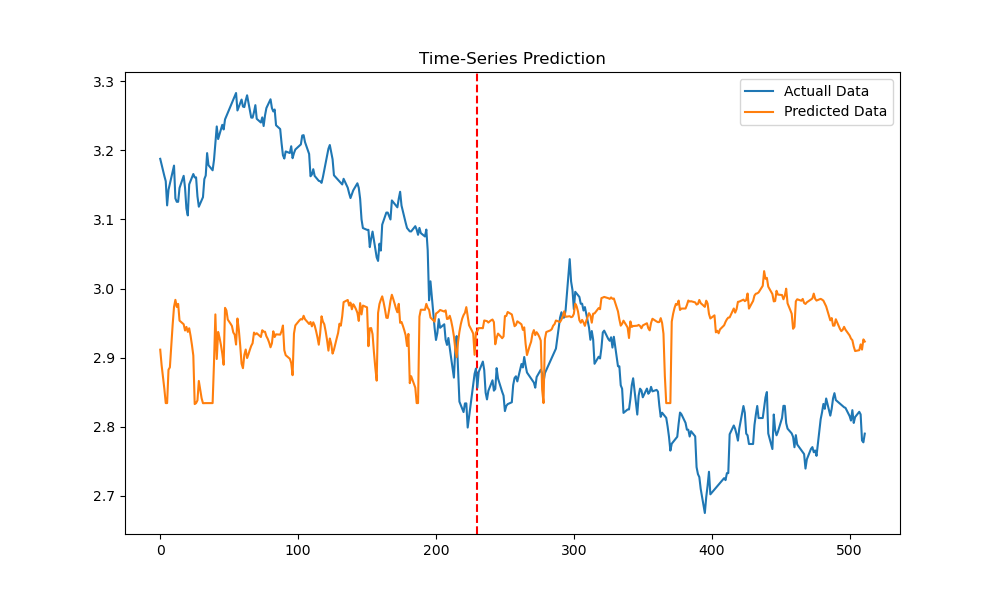 Time-Series Prediction
Actuall Data
Predicted Data
3.3
3.2
3.1
3.0
2.9
2.8
2.7
0 100 200 300 400 500